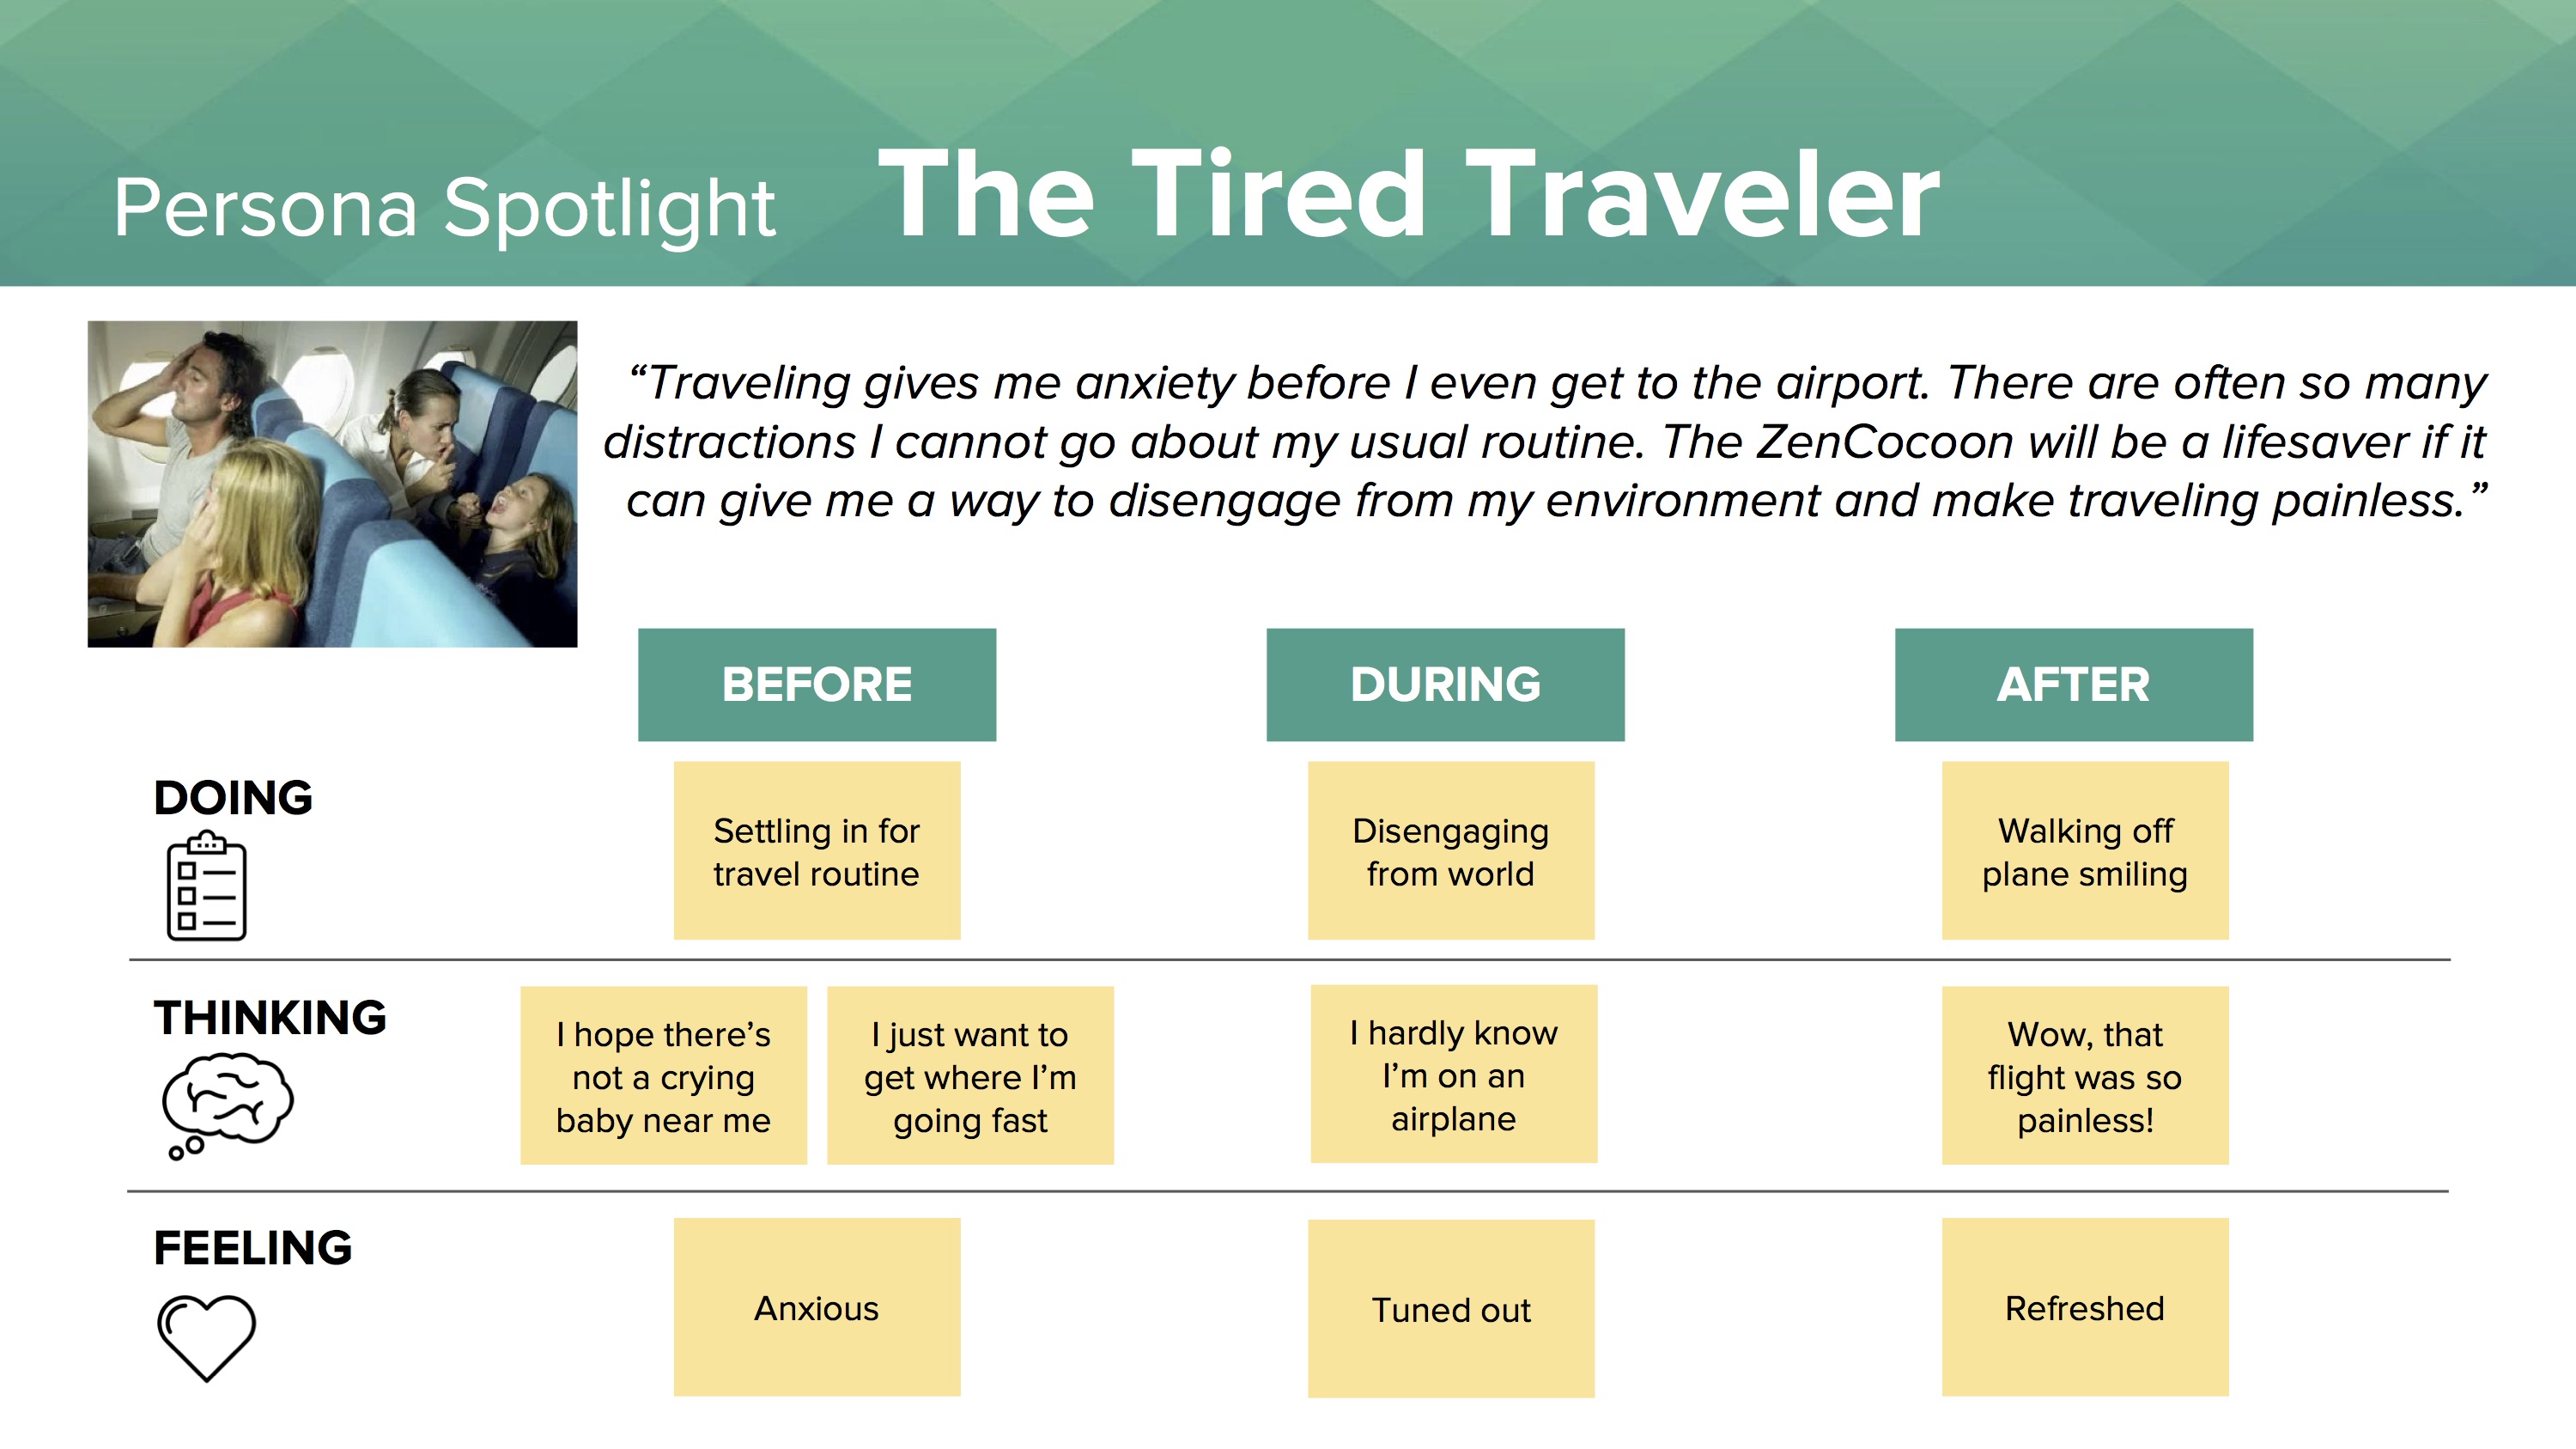 Persona Spotlight The Tired Traveler
“Traveling gives me anxiety before I even get to the airport. There are often so many
distractions I cannot go about my usual routine. The ZenCocoon will be a lifesaver if it
can give me a way to disengage from my environment and make traveling painless.”
BEFORE
DURING
AFTER
DOING
Settling in for
travel routine
Disengaging
from world
Walking off
plane smiling
THINKING
I hope there’s
not a crying
baby near me
I just want to
get where I’m
going fast
I hardly know
I’m on an
airplane
Wow, that
flight was so
painless!
FEELING
Anxious
Tuned out
Refreshed